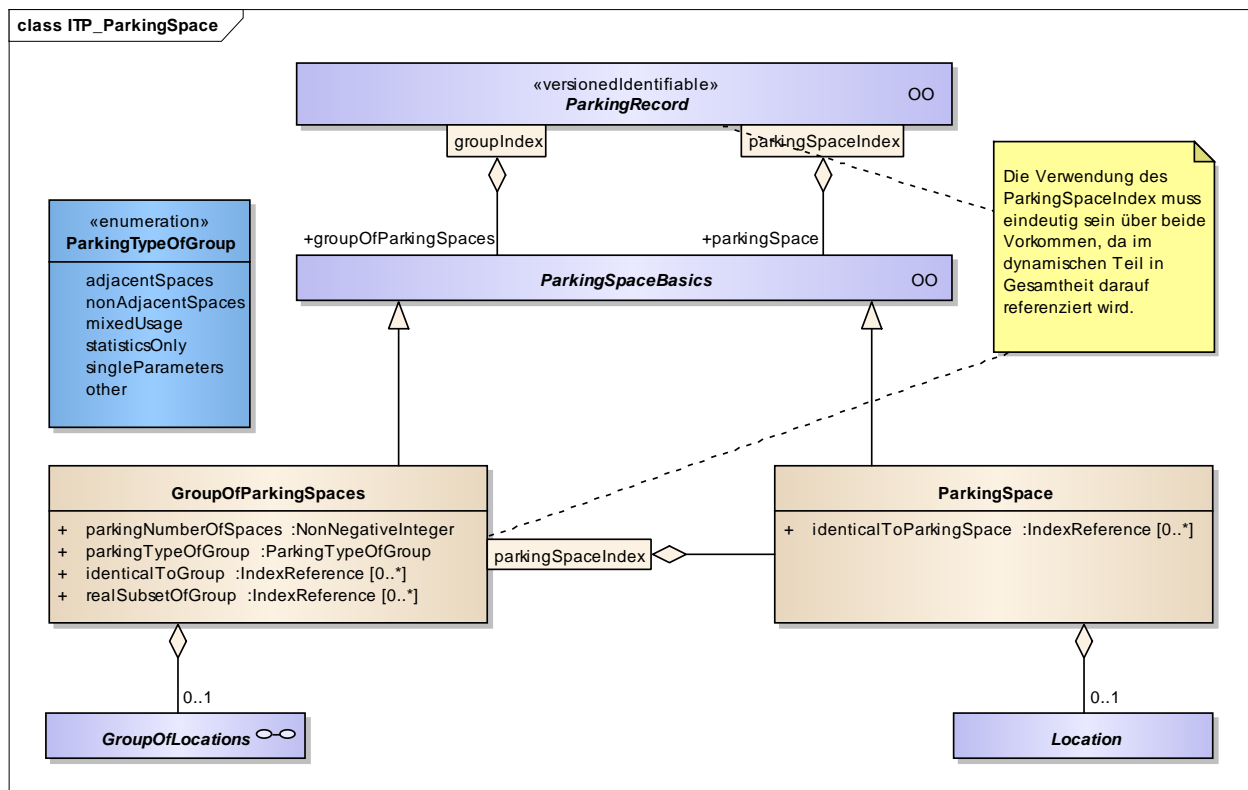 class ITP_ParkingSpace
«versionedIdentifiable»
ParkingRecord
OO
groupIndex
parkingSpaceIndex
Die Verwendung des
ParkingSpaceIndex muss
eindeutig sein über beide
Vorkommen, da im
dynamischen Teil in
Gesamtheit darauf
referenziert wird.
«enumeration»
ParkingTypeOfGroup
adjacentSpaces
nonAdjacentSpaces
mixedUsage
statisticsOnly
singleParameters
other
+groupOfParkingSpaces
+parkingSpace
ParkingSpaceBasics
OO
GroupOfParkingSpaces
+ parkingNumberOfSpaces :NonNegativeInteger
+ parkingTypeOfGroup :ParkingTypeOfGroup
+ identicalToGroup :IndexReference [0..*]
+ realSubsetOfGroup :IndexReference [0..*]
parkingSpaceIndex
ParkingSpace
+ identicalToParkingSpace :IndexReference [0..*]
0..1
0..1
GroupOfLocations
Location